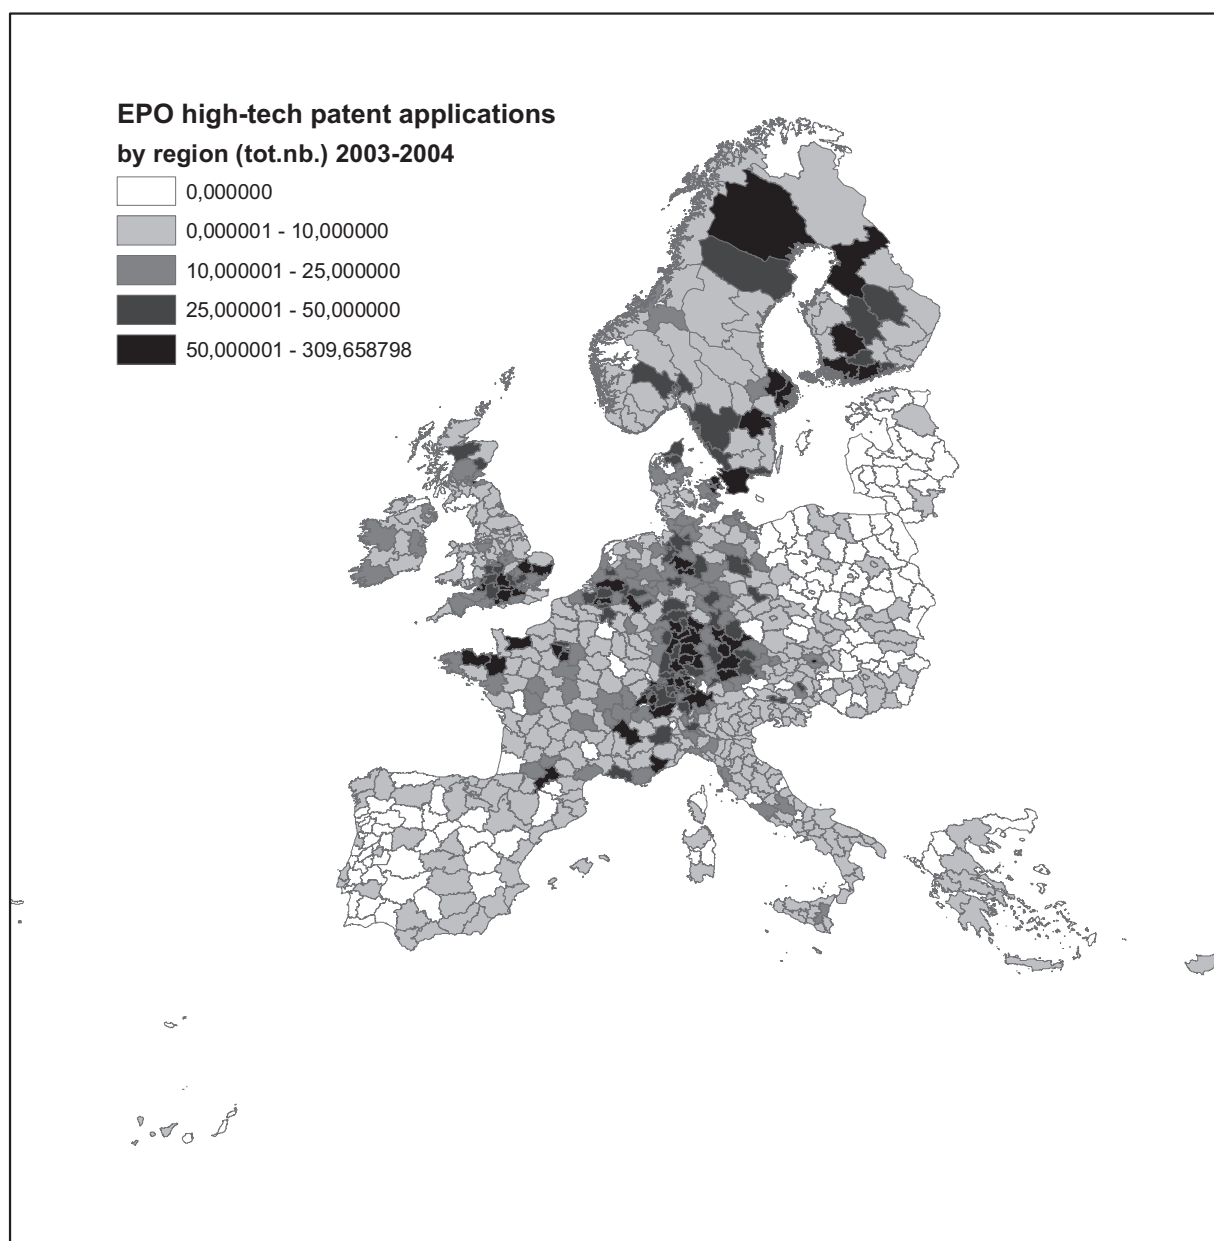 EPO high-tech patent applications
by region (tot.nb.) 2003-2004
0,000000
0,000001 - 10,000000
10,000001 - 25,000000
25,000001 - 50,000000
50,000001 - 309,658798